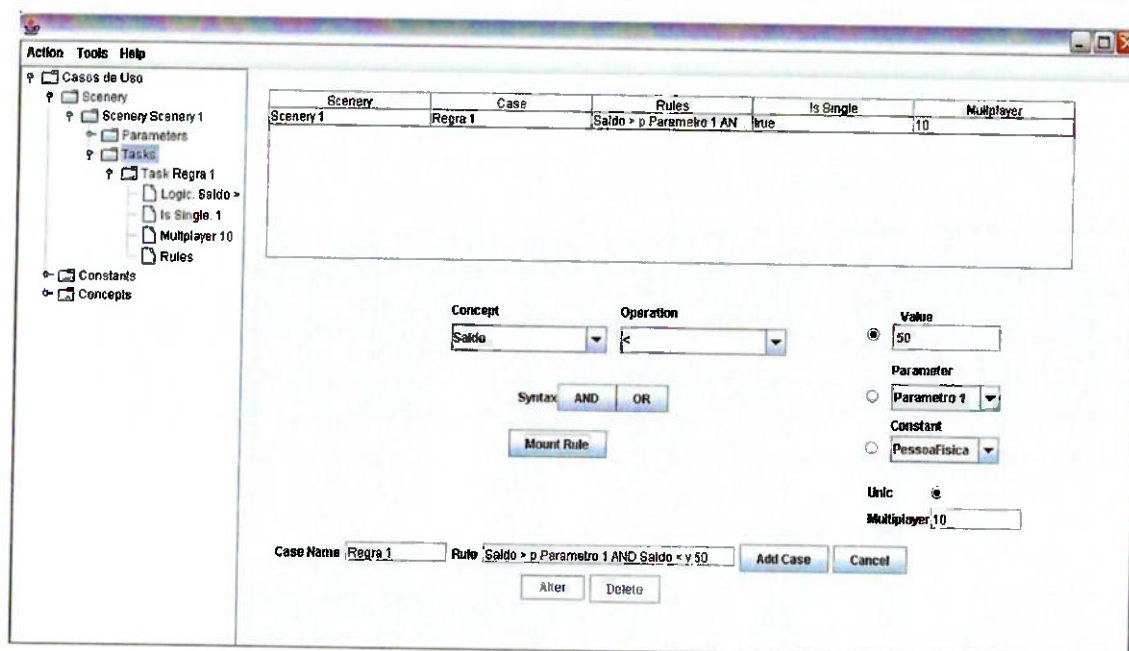 Action Tools Help
Casos de Uso
Scenery
Scenery Scenery 1
Parameters
Tasks
Task Regra 1
Logic. Saldo >
Is Single. 1
Multplayer 10
Rules
Constants
Concepts
Scenery Case Rules Is Single Multplayer
Scenery 1 Regra 1 Saldo > p Parametro 1 AN true 10
Concept Operation Value
Saldo < 50
Parameter
Syntax AND OR Parametro 1
Constant
Mount Rule PessoaFisica
Unic
Multiplayer 10
Case Name Regra 1 Rule Saldo > p Parametro 1 AND Saldo < v 50 Add Case Cancel
Alter Delete